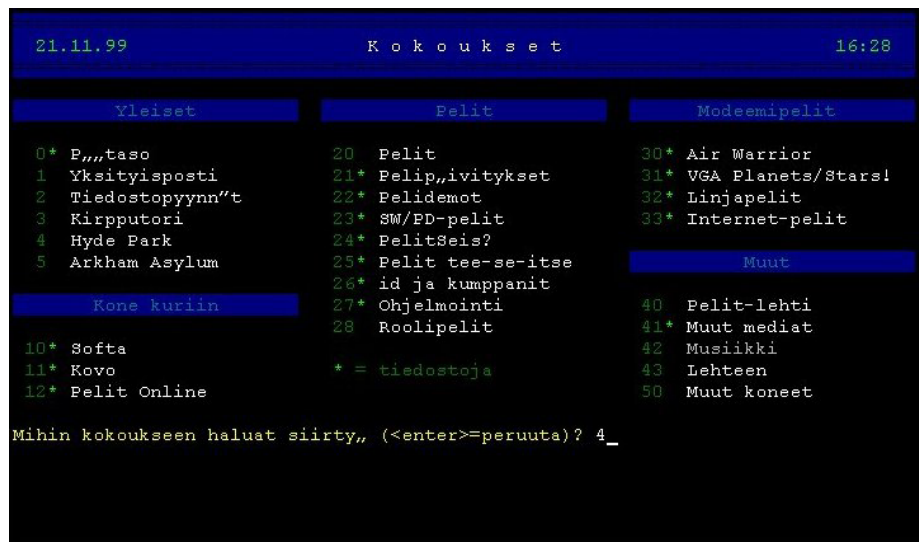 21.11.99 K o k o u k s e t 16:28
Yleiset
0* P„„taso
1 Yksityisposti
2 Tiedostopyynn”t
3 Kirpputori
4 Hyde Park
5 Arkham Asylum
Kone kuriin
10* Softa
11* Kovo
12* Pelit Online
Pelit
20 Pelit
21* Pelip„ivitykset
22* Pelidemot
23* SW/PD-pelit
24* PelitSeis?
25* Pelit tee-se-itse
26* id ja kumppanit
27* Ohjelmointi
28 Roolipelit
* = tiedostoja
Modeemipelit
30* Air Warrior
31* VGA Planets/Stars!
32* Linjapelit
33* Internet-pelit
Muut
40 Pelit-lehti
41* Muut mediat
42 Musiikki
43 Lehteen
50 Muut koneet
Mihin kokoukseen haluat siirty„ (<enter>=peruuta)? 4_